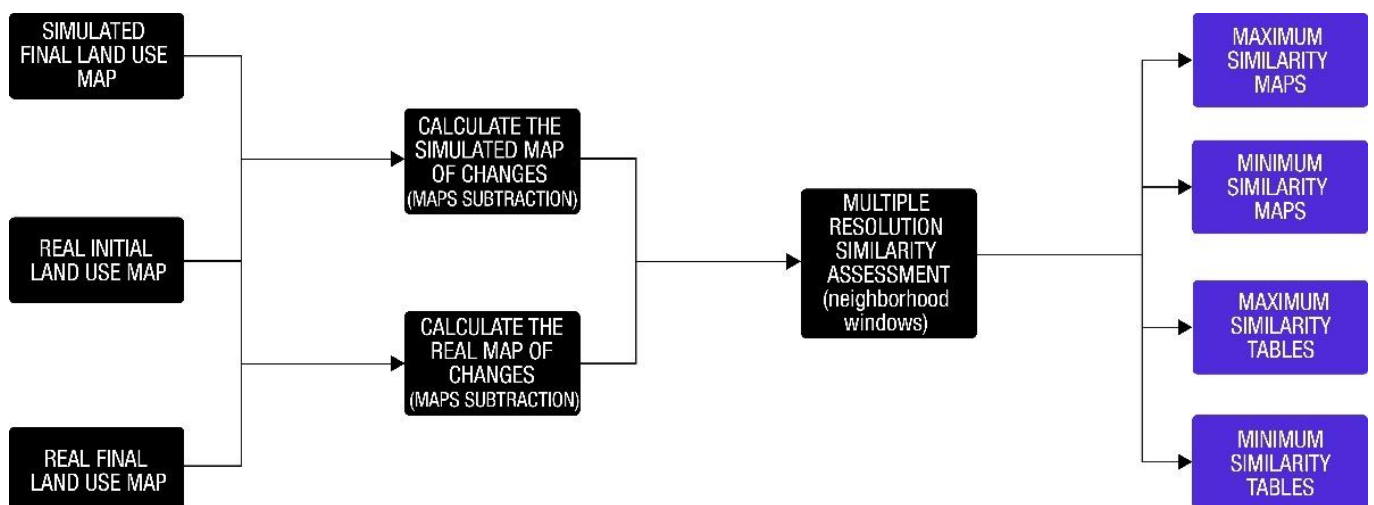 SIMULATED
FINAL LAND USE
MAP
REAL INITIAL
LAND USE MAP
REAL FINAL
LAND USE MAP
CALCULATE THE
SIMULATED MAP
OF CHANGES
(MAPS SUBTRACTION)
CALCULATE THE
REAL MAP OF
CHANGES
(MAPS SUBTRACTION)
MULTIPLE
RESOLUTION
SIMILARITY
ASSESSMENT
(neighborhood
windows)
MAXIMUM
SIMILARITY
MAPS
MINIMUM
SIMILARITY
MAPS
MAXIMUM
SIMILARITY
TABLES
MINIMUM
SIMILARITY
TABLES